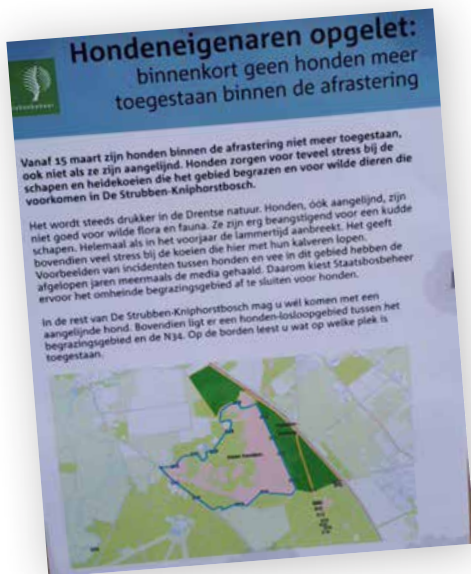 Hondeneigenaren opgelet:
binnenkort geen honden meer
toegestaan binnen de afrastering
Vanaf 15 maart zijn honden binnen de afrastering niet meer toegestaan,
ook niet als ze zijn aangelijnd. Honden zorgen voor teveel stress bij de
schapen en heidekoeien die het gebied begrazen en voor wilde dieren die
voorkomen in De Strubben-Kniphorstbosch.
Het wordt steeds drukker in de Drentse natuur. Honden, óók aangelijnd, zijn
niet goed voor wilde flora en fauna. Ze zijn erg beangstigend voor een kudde
schapen. Helemaal als in het voorjaar de lammertijd aanbreekt. Het geeft
bovendien veel stress bij de koeien die hier met hun kalveren lopen.
Voorbeelden van incidenten tussen honden en vee in dit gebied hebben de
afgelopen jaren meermaals de media gehaald. Daarom kiest Staatsbosbeheer
ervoor het omheinde begrazingsgebied af te sluiten voor honden.
In de rest van De Strubben-Kniphorstbosch mag u wel komen met een
aangelijnde hond. Bovendien ligt er een honden-losloopgebied tussen het
begrazingsgebied en de N34. Op de borden leest u wat op welke plek is
toegestaan.